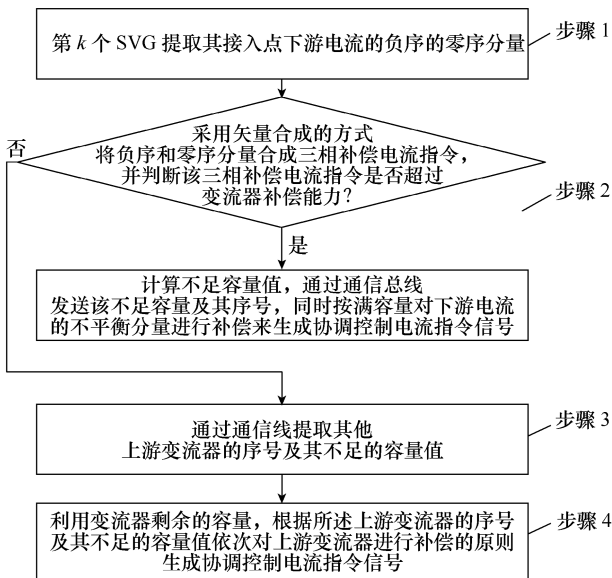 第 k 个 SVG 提取其接入点下游电流的负序的零序分量
步骤 1
采用矢量合成的方式
将负序和零序分量合成三相补偿电流指令，
并判断该三相补偿电流指令是否超过
变流器补偿能力？
否
步骤 2
是
计算不足容量值，通过通信总线
发送该不足容量及其序号，同时按满容量对下游电流
的不平衡分量进行补偿来生成协调控制电流指令信号
通过通信线提取其他
上游变流器的序号及其不足的容量值
步骤 3
利用变流器剩余的容量，根据所述上游变流器的序号
及其不足的容量值依次对上游变流器进行补偿的原则
生成协调控制电流指令信号
步骤 4